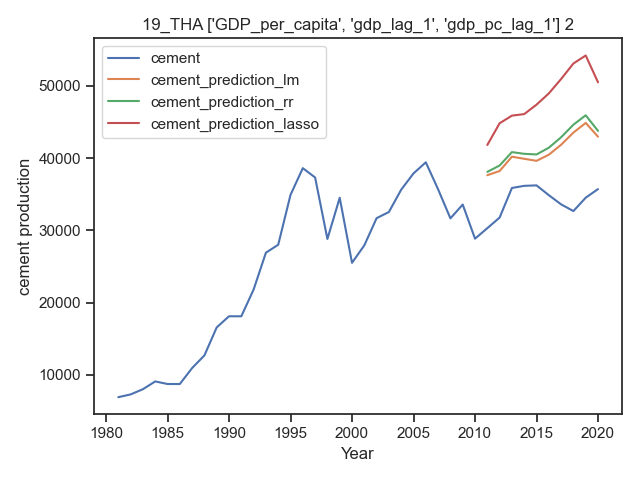 19_THA ['GDP_per_capita', 'gdp_lag_1', 'gdp_pc_lag_1'] 2
cement
cement_prediction_lm
cement_prediction_rr
cement_prediction_lasso
cement production
50000
40000
30000
20000
10000
1980 1985 1990 1995 2000 2005 2010 2015 2020
Year